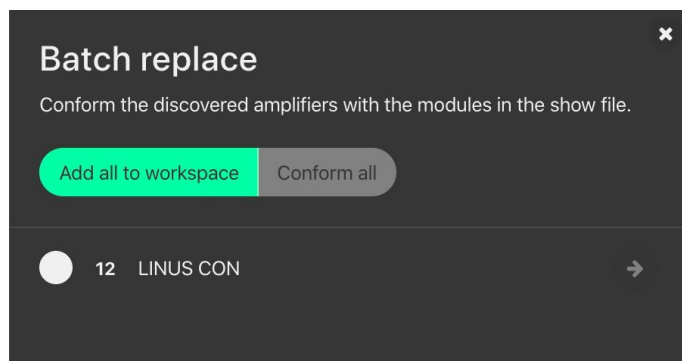 Batch replace
Conform the discovered amplifiers with the modules in the show file.
Add all to workspace Conform all
12 LINUS CON